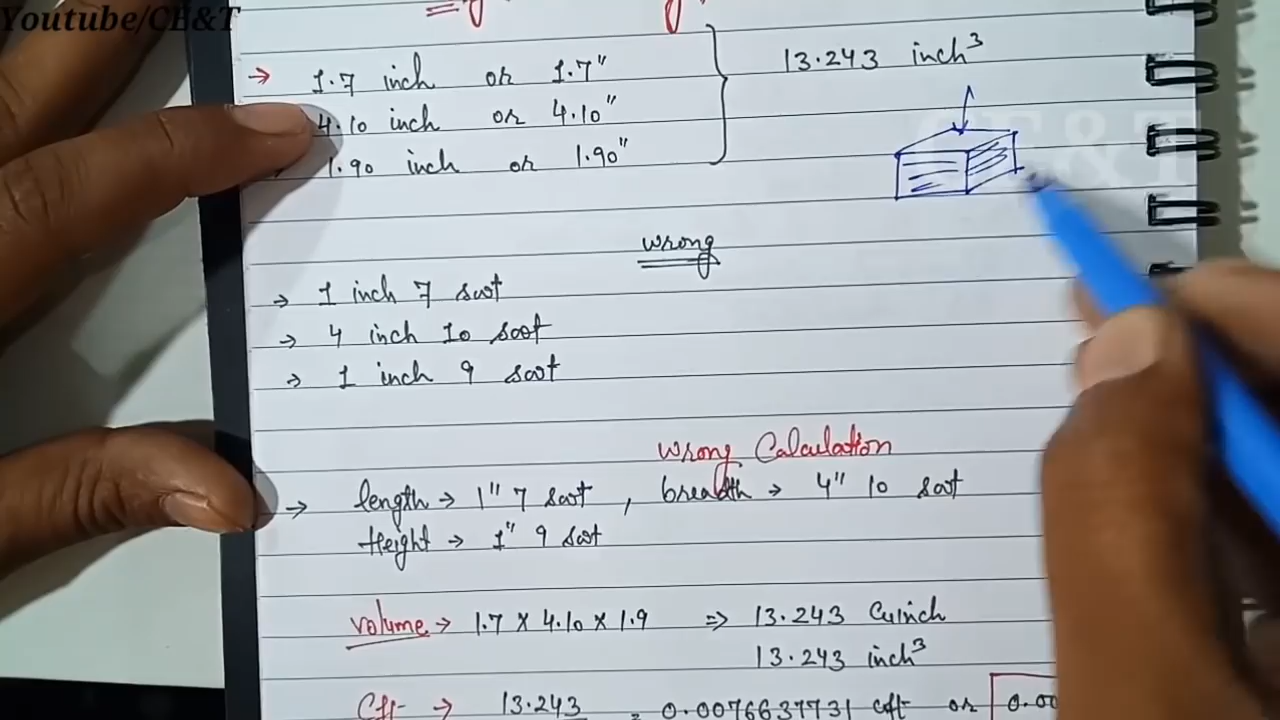 Youtube/CE&T
→ 1.7 inch or 1.7" 13.243 inch³
4.10 inch or 4.10"
1.90 inch or 1.90"
Wrong
→ 1 inch 7 soot
→ 4 inch 10 soot
→ 1 inch 9 soot
Wrong Calculation
→ length → 1" 7 soot , breadth → 4" 10 soot
Height → 1" 9 soot
Volume → 1.7 X 4.10 X 1.9 ⇒ 13.243 Cuinch
13.243 inch³
Cft → 13.243 = 0.0076637731 cft or 0.00